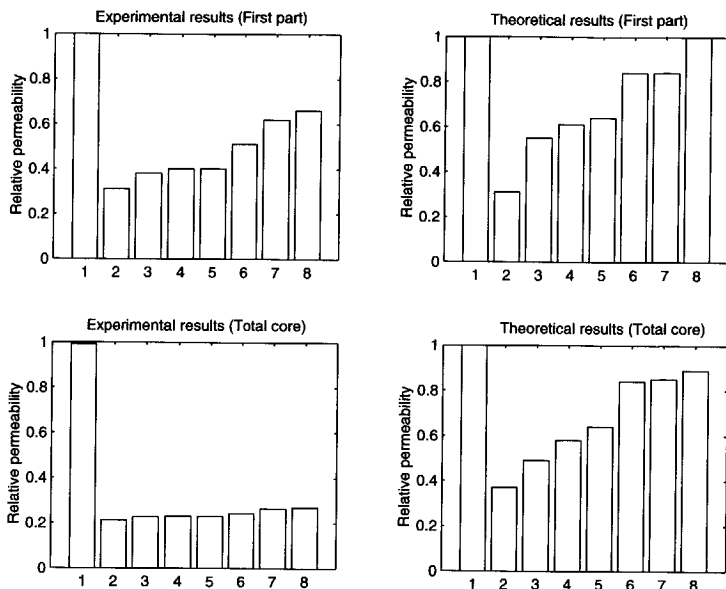 Experimental results (First part)
Relative permeability
1
0.8
0.6
0.4
0.2
0
1 2 3 4 5 6 7 8
Theoretical results (First part)
Relative permeability
1
0.8
0.6
0.4
0.2
0
1 2 3 4 5 6 7 8
Experimental results (Total core)
Relative permeability
1
0.8
0.6
0.4
0.2
0
1 2 3 4 5 6 7 8
Theoretical results (Total core)
Relative permeability
1
0.8
0.6
0.4
0.2
0
1 2 3 4 5 6 7 8